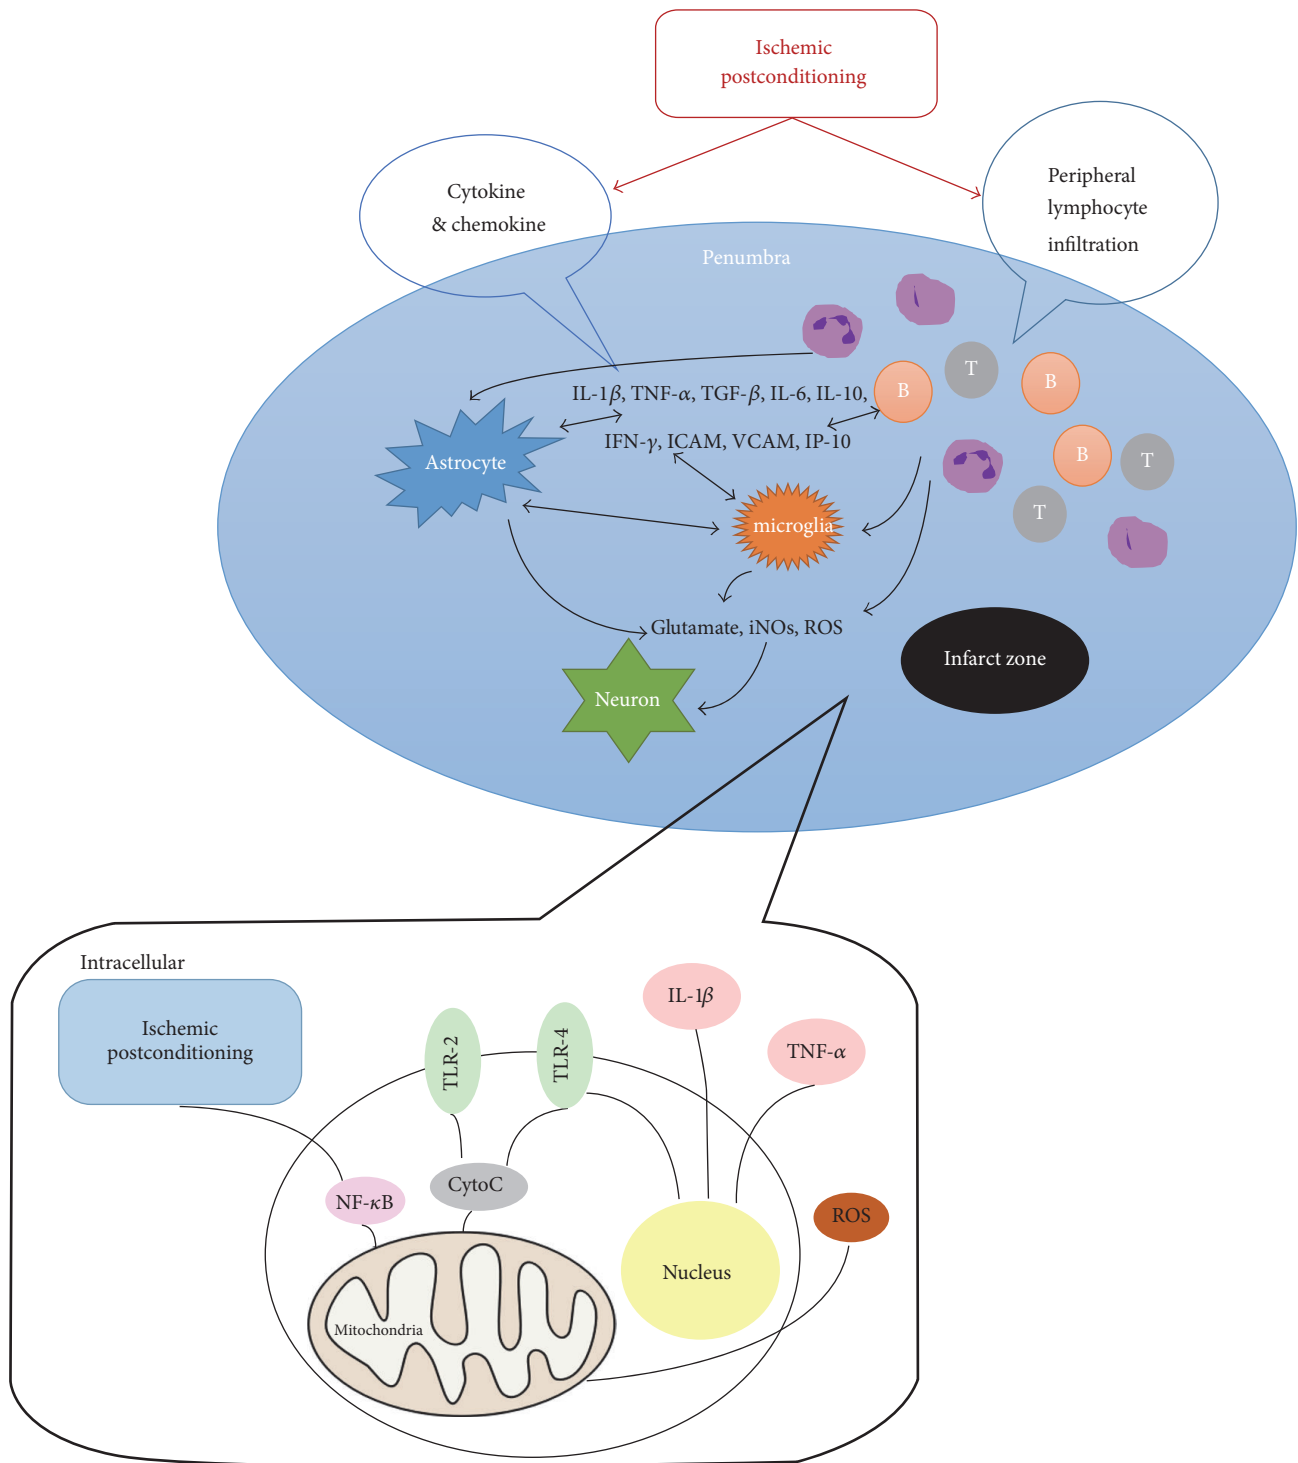 Ischemic
postconditioning
Cytokine
& chemokine
Peripheral
lymphocyte
infiltration
Penumbra
IL-1β, TNF-α, TGF-β, IL-6, IL-10,
IFN-γ, ICAM, VCAM, IP-10
B
T
B
B
T
T
Astrocyte
microglia
Glutamate, iNOs, ROS
Neuron
Infarct zone
Intracellular
Ischemic
postconditioning
TLR-2
TLR-4
IL-1β
TNF-α
NF-κB
CytoC
ROS
Nucleus
Mitochondria